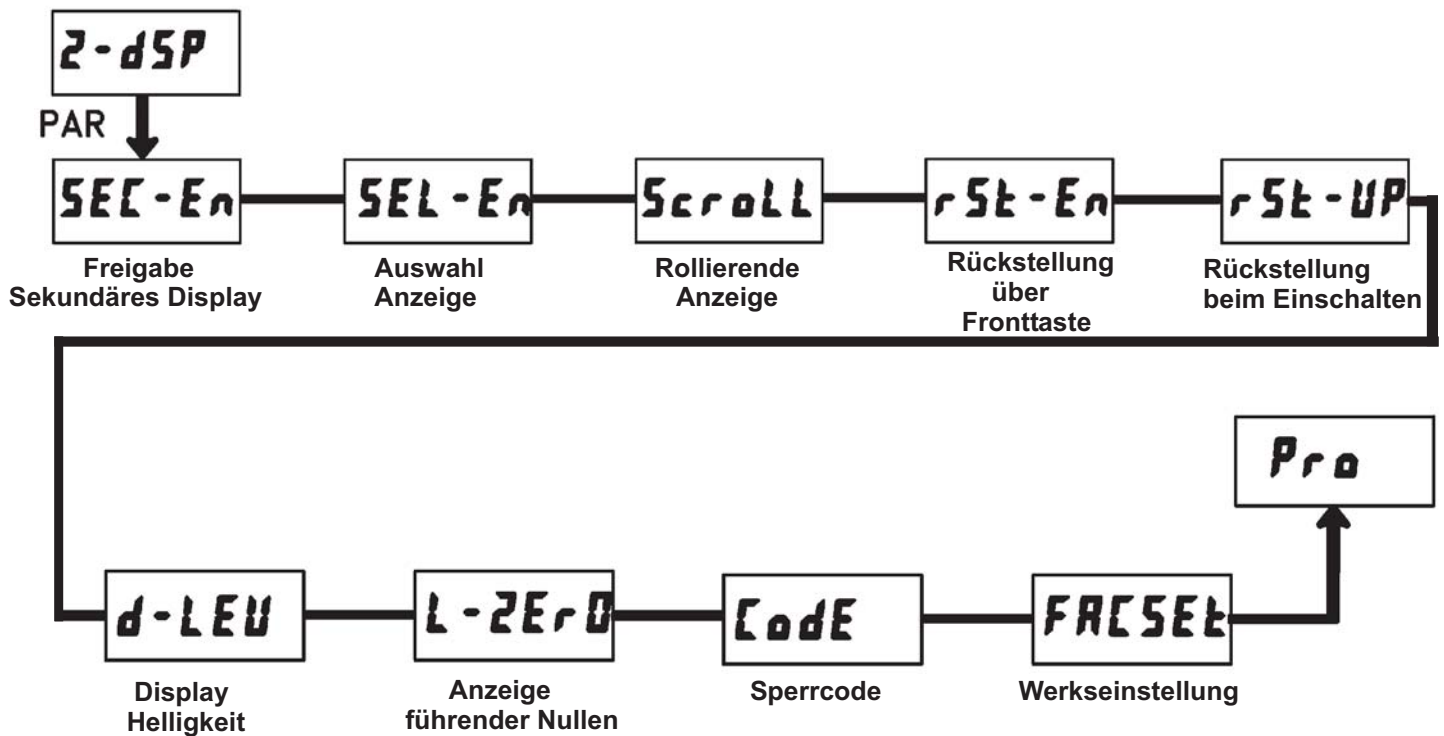 2-dSP
PAR
SEC-En
SEL-En
ScroLL
rSt-En
rSt-UP
Freigabe
Sekundäres Display
Auswahl
Anzeige
Rollierende
Anzeige
Rückstellung
über
Fronttaste
Rückstellung
beim Einschalten
Pro
d-LEU
L-2Er0
CodE
FACSEt
Display
Helligkeit
Anzeige
führender Nullen
Sperrcode
Werkseinstellung